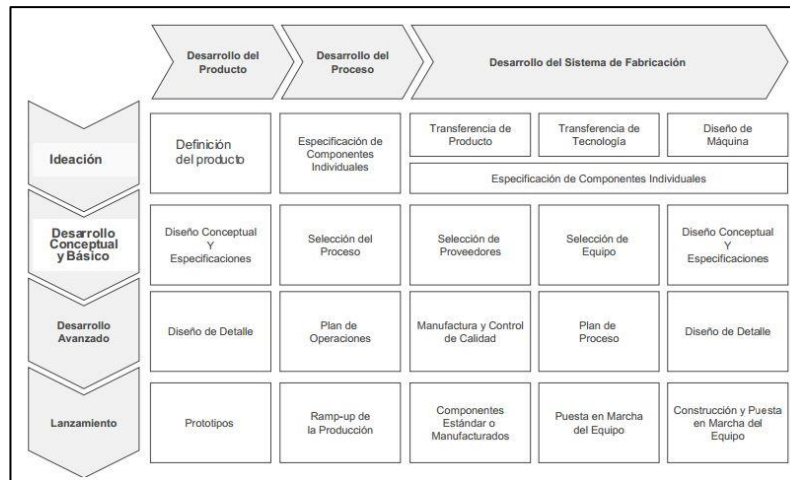 Desarrollo del
Producto
Desarrollo del
Proceso
Desarrollo del Sistema de Fabricación
Ideación
Definición
del producto
Especificación de
Componentes
Individuales
Transferencia de
Producto
Transferencia de
Tecnología
Diseño de
Máquina
Especificación de Componentes Individuales
Desarrollo
Conceptual
y Básico
Diseño Conceptual
Y
Especificaciones
Selección del
Proceso
Selección de
Proveedores
Selección de
Equipo
Diseño Conceptual
Y
Especificaciones
Desarrollo
Avanzado
Diseño de Detalle
Plan de
Operaciones
Manufactura y Control
de Calidad
Plan de
Proceso
Diseño de Detalle
Lanzamiento
Prototipos
Ramp-up de
la Producción
Componentes
Estándar o
Manufacturados
Puesta en Marcha
del Equipo
Construcción y Puesta
en Marcha del
Equipo